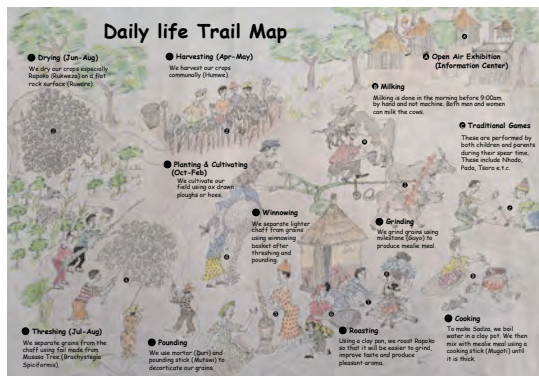 Daily life Trail Map
Drying (Jun-Aug)
We dry our crops especially
Rapoko (Rukweza) on a flat
rock surface (Ruware).
Harvesting (Apr-May)
We harvest our crops
communally (Humwe).
A Open Air Exhibition
(Information Center)
B Milking
Milking is done in the morning before 9:00am
by hand and not machine. Both men and women
can milk the cows.
C Traditional Games
These are performed by
both children and parents
during their spear time.
These include Nhodo,
Pada, Tsoro e.t.c.
Planting & Cultivating
(Oct-Feb)
We cultivate our
field using ox drawn
ploughs or hoes.
Winnowing
We separate lighter
chaff from grains
using winnowing
basket after
threshing and
pounding.
Grinding
We grind grains using
milestone (Guyo) to
produce mealie meal.
Threshing (Jul-Aug)
We separate grains from the
chaff using fail made from
Musasa Tree (Brachystegia
Spiciformis).
Pounding
We use mortar (Duri) and
pounding stick (Mutswi) to
decorticate our grains.
Roasting
Using a clay pan, we roast Rapoko
so that it will be easier to grind,
improve taste and produce
pleasant aroma.
Cooking
To make Sadza, we boil
water in a clay pot. We then
mix with mealie meal using a
cooking stick (Mugoti) until
it is thick.